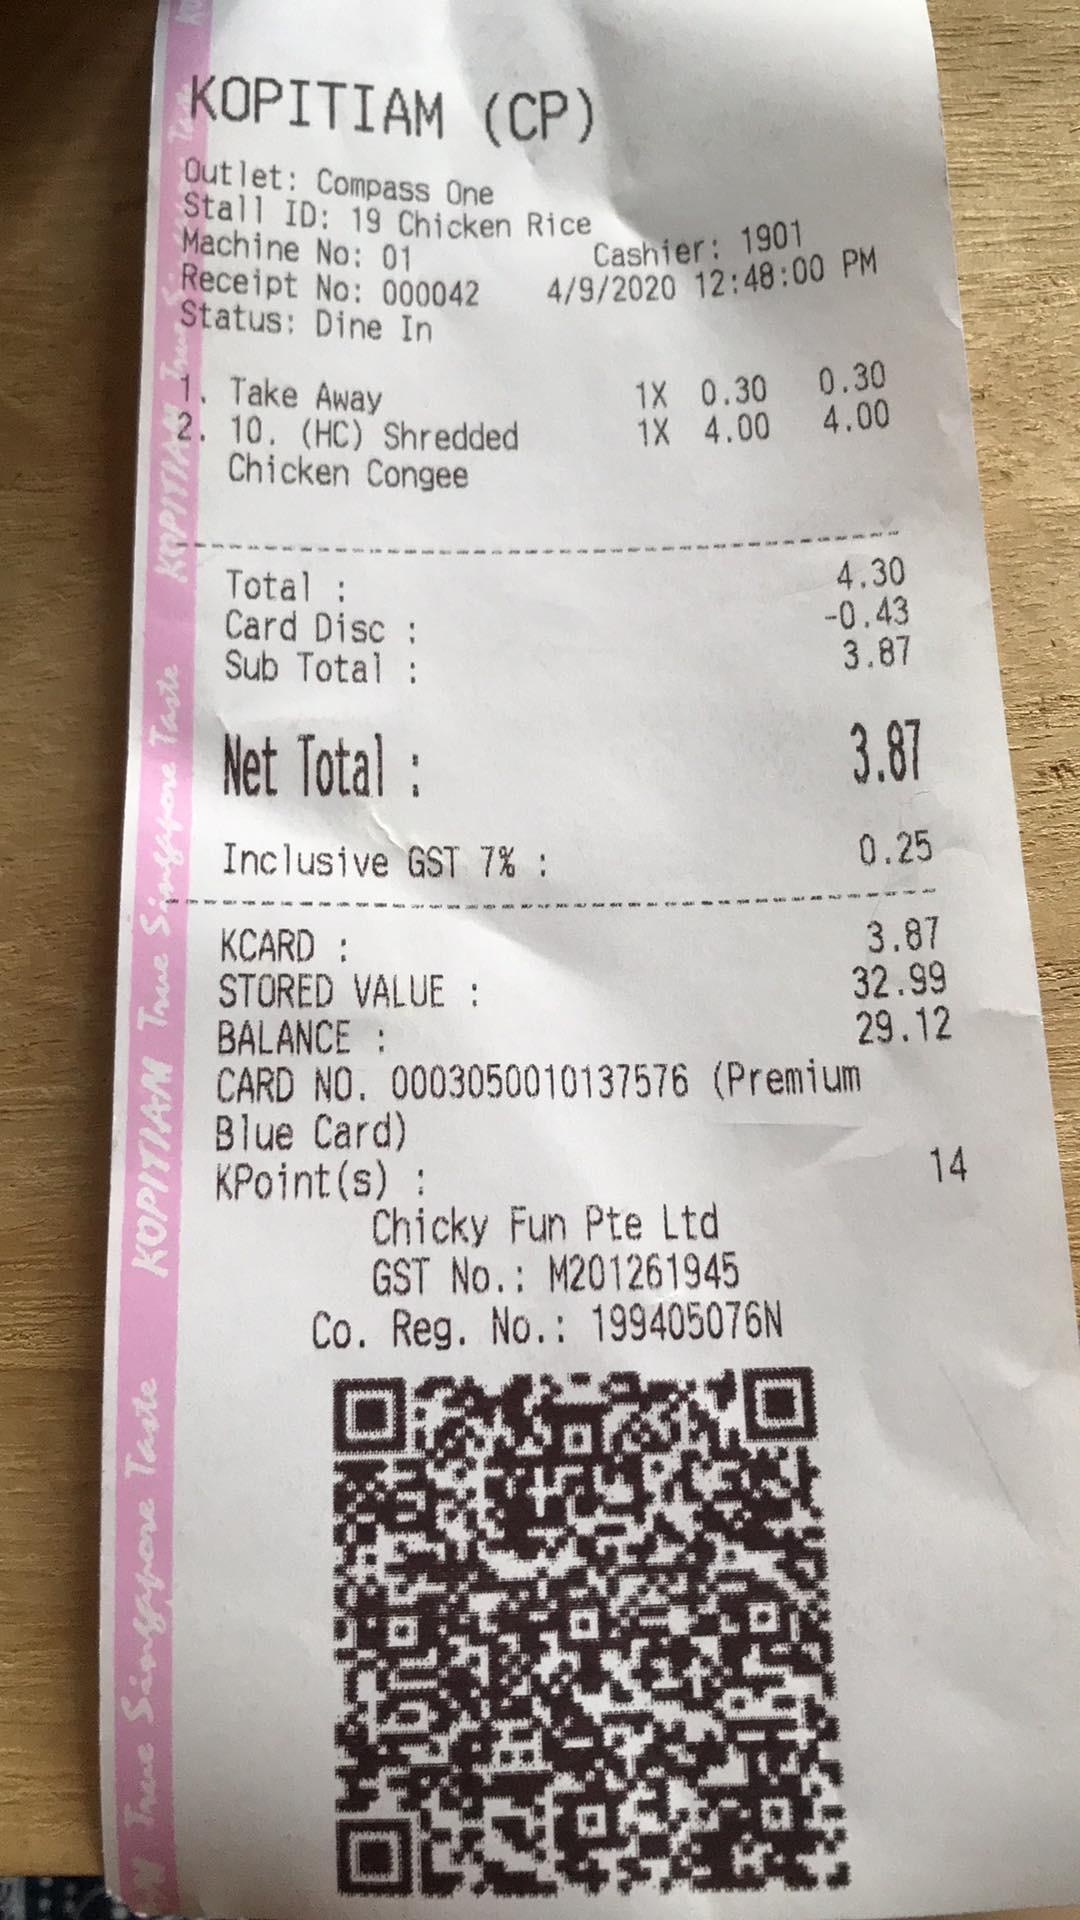 KOPITIAM (CP)
Outlet: Compass One
Stall ID: 19 Chicken Rice
Machine No: 01 Cashier: 1901
Receipt No: 000042 4/9/2020 12:48:00 PM
Status: Dine In
1. Take Away 1X 0.30 0.30
2. 10. (HC) Shredded 1X 4.00 4.00
Chicken Congee
Total : 4.30
Card Disc : -0.43
Sub Total : 3.87
Net Total : 3.87
Inclusive GST 7% : 0.25
KCARD : 3.87
STORED VALUE : 32.99
BALANCE : 29.12
CARD NO. 0003050010137576 (Premium
Blue Card)
KPoint(s) : 14
Chicky Fun Pte Ltd
GST No.: M201261945
Co. Reg. No.: 199405076N
KOPITIAM True Singapore Taste
KOPITIAM True Singapore Taste
True Singapore Taste